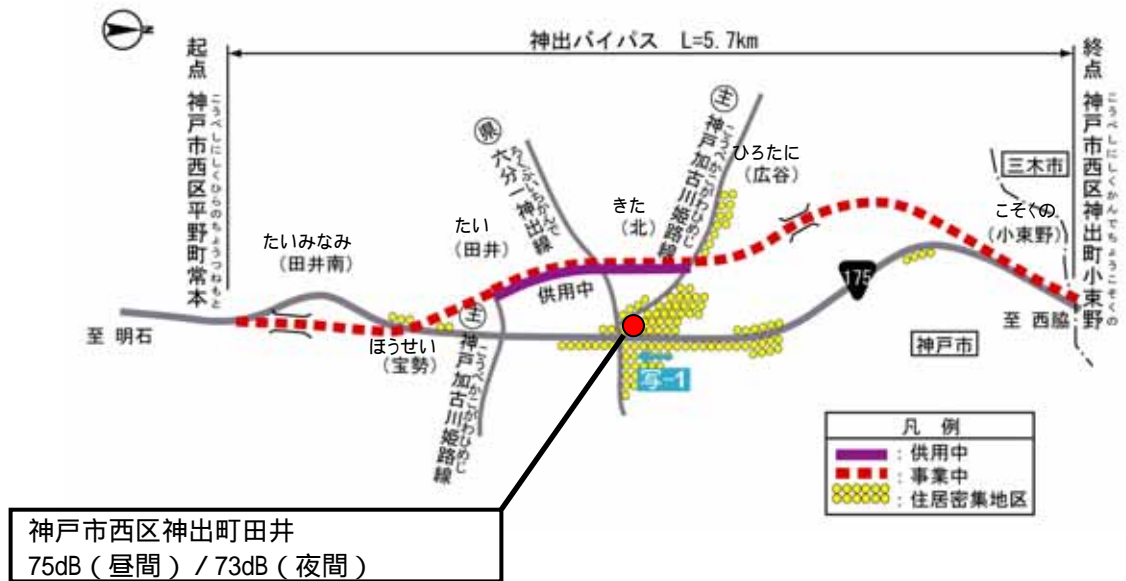 神出バイパス L=5.7km
起点
神戸市西区平野町常本
こうべしにしくひらのちょうつねもと
終点
神戸市西区神出町小束野
こうべしにしくかんでちょうこそくの
県
六分一神出線
ろくぶいちかんで
主
神戸加古川姫路線
こうべかこがわひめじ
ひろたに
(広谷)
三木市
こそくの
(小束野)
きた
(北)
たい
(田井)
たいみなみ
(田井南)
供用中
175
至 明石
ほうせい
(宝勢)
主
神戸加古川姫路線
こうべかこがわひめじ
写-1
至 西脇
神戸市
凡 例
:供用中
:事業中
:住居密集地区
神戸市西区神出町田井
75dB(昼間)/73dB(夜間)